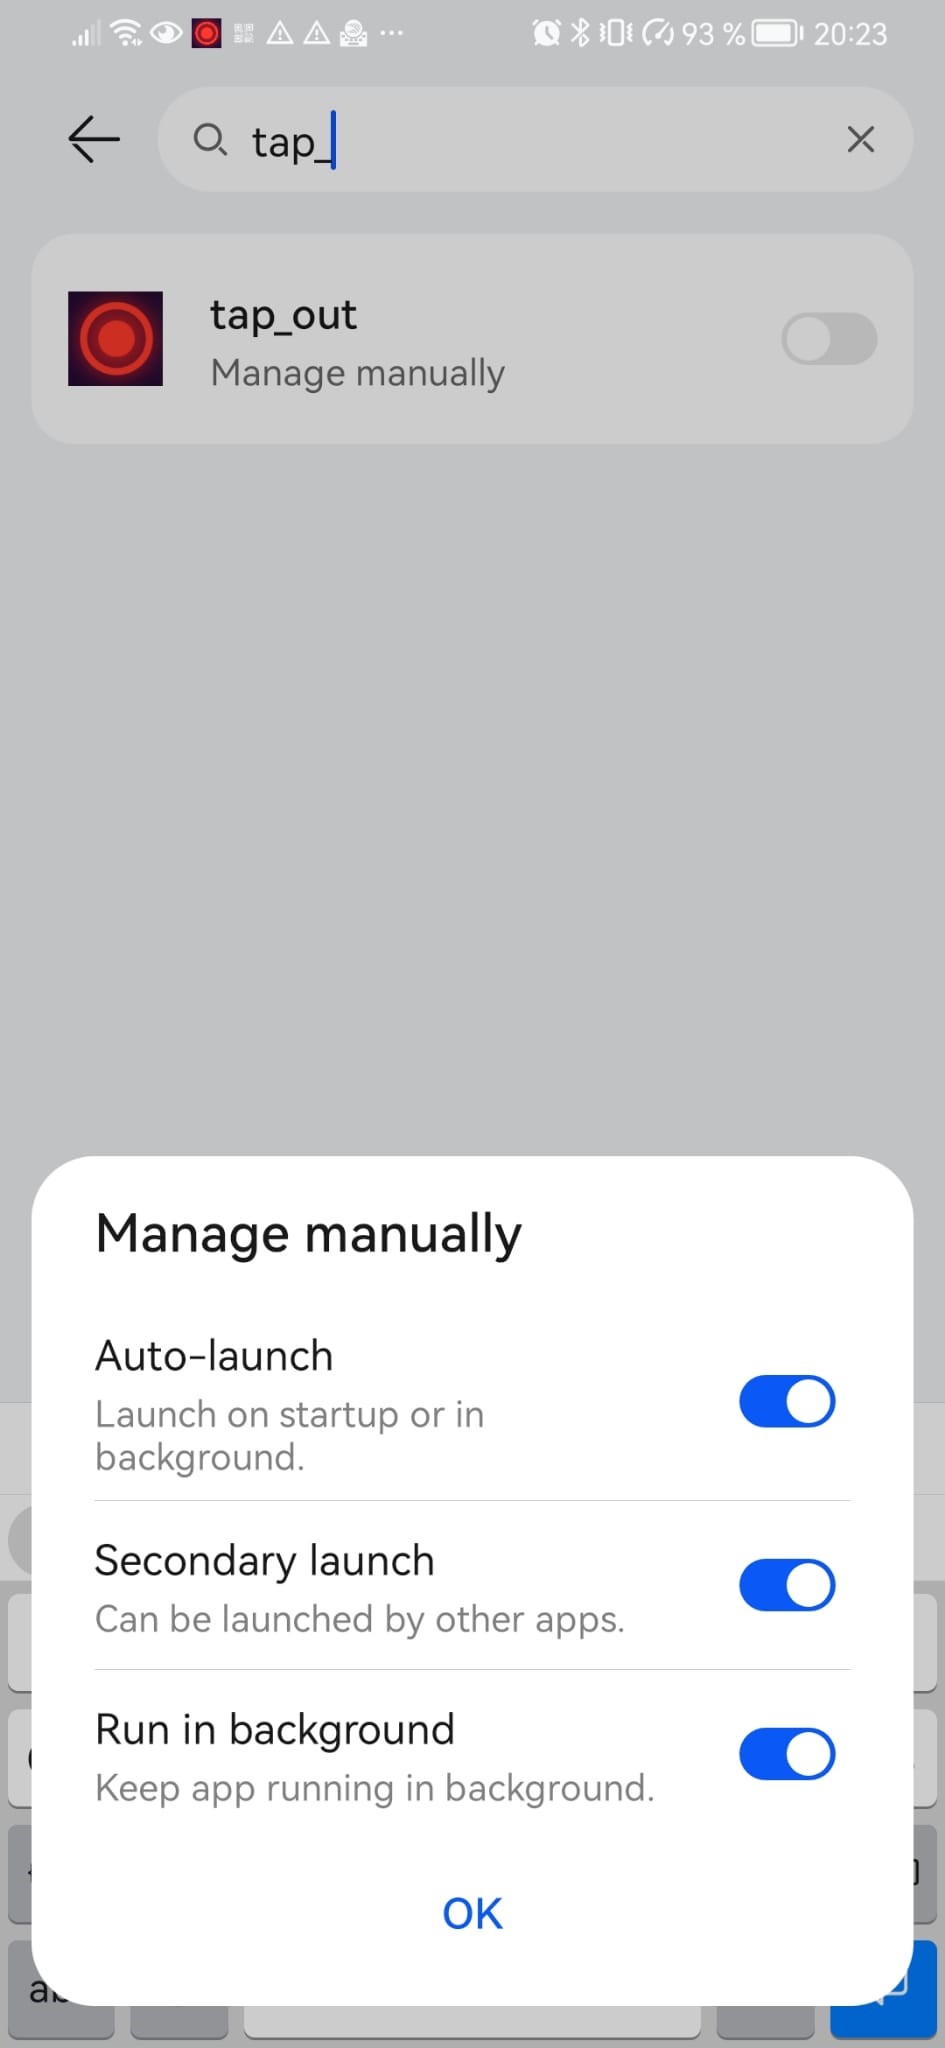 93 % 20:23
tap_
tap_out
Manage manually
Manage manually
Auto-launch
Launch on startup or in
background.
Secondary launch
Can be launched by other apps.
Run in background
Keep app running in background.
OK